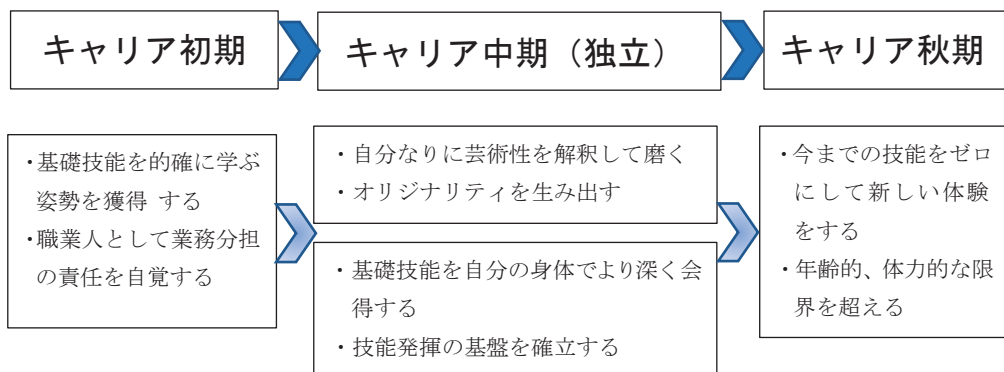 キャリア初期
キャリア中期（独立）
キャリア秋期
・基礎技能を的確に学ぶ
姿勢を獲得 する
・職業人として業務分担
の責任を自覚する
・自分なりに芸術性を解釈して磨く
・オリジナリティを生み出す
・基礎技能を自分の身体でより深く会
得する
・技能発揮の基盤を確立する
・今までの技能をゼロ
にして新しい体験
をする
・年齢的、体力的な限
界を超える